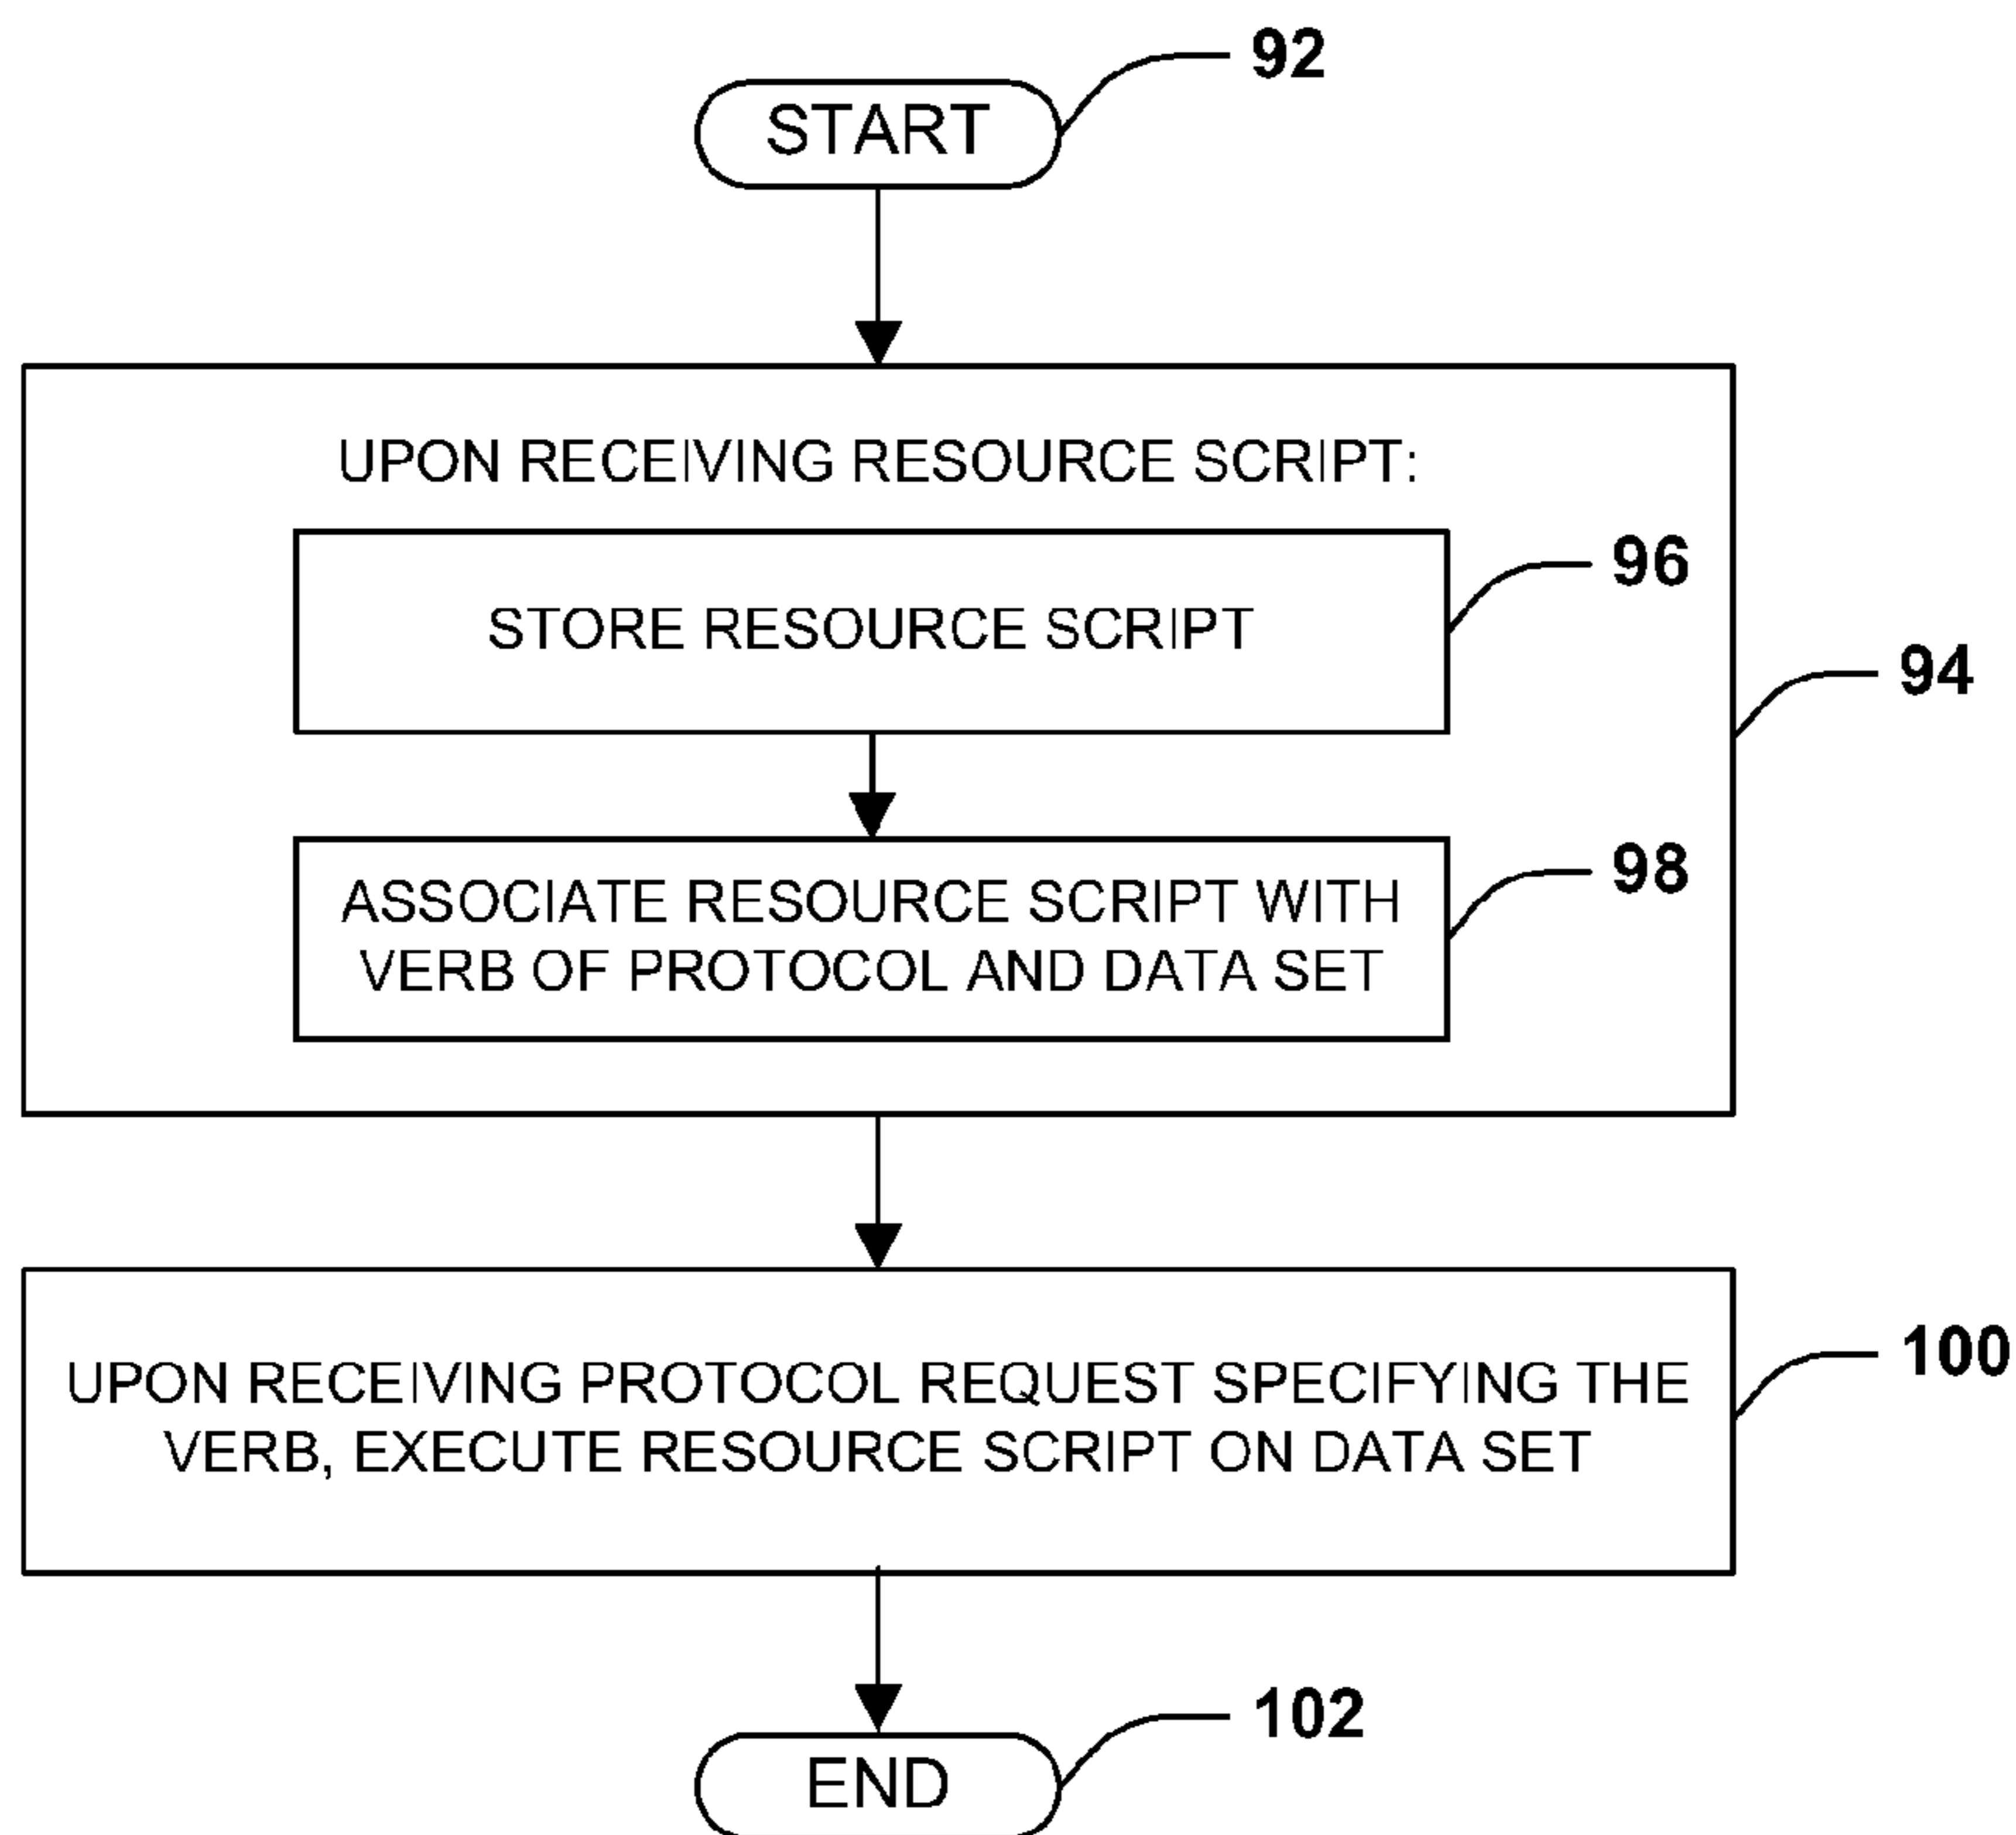 92
START
UPON RECEIVING RESOURCE SCRIPT:
96
STORE RESOURCE SCRIPT
94
98
ASSOCIATE RESOURCE SCRIPT WITH
VERB OF PROTOCOL AND DATA SET
100
UPON RECEIVING PROTOCOL REQUEST SPECIFYING THE
VERB, EXECUTE RESOURCE SCRIPT ON DATA SET
102
END